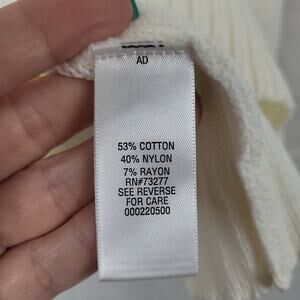 AD
53% COTTON
40% NYLON
7% RAYON
RN#73277
SEE REVERSE
FOR CARE
000220500